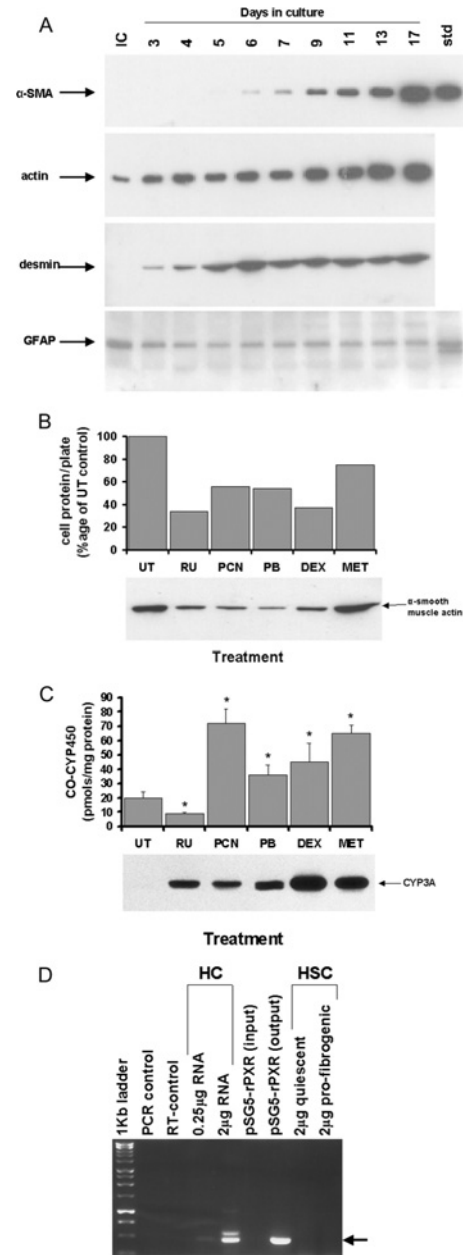 A
Days in culture
IC 3 4 5 6 7 9 11 13 17 std
α-SMA
actin
desmin
GFAP
B
cell protein/plate
(%age of UT control)
100
80
60
40
20
0
UT RU PCN PB DEX MET
α-smooth
muscle actin
Treatment
C
CO-CYP450
(pmols/mg protein)
90
80
70
60
50
40
30
20
10
0
* * * * *
UT RU PCN PB DEX MET
CYP3A
Treatment
D
HC HSC
1Kb ladder
PCR control
RT-control
0.25µg RNA
2µg RNA
pSG5-rPXR (input)
pSG5-rPXR (output)
2µg quiescent
2µg pro-fibrogenic